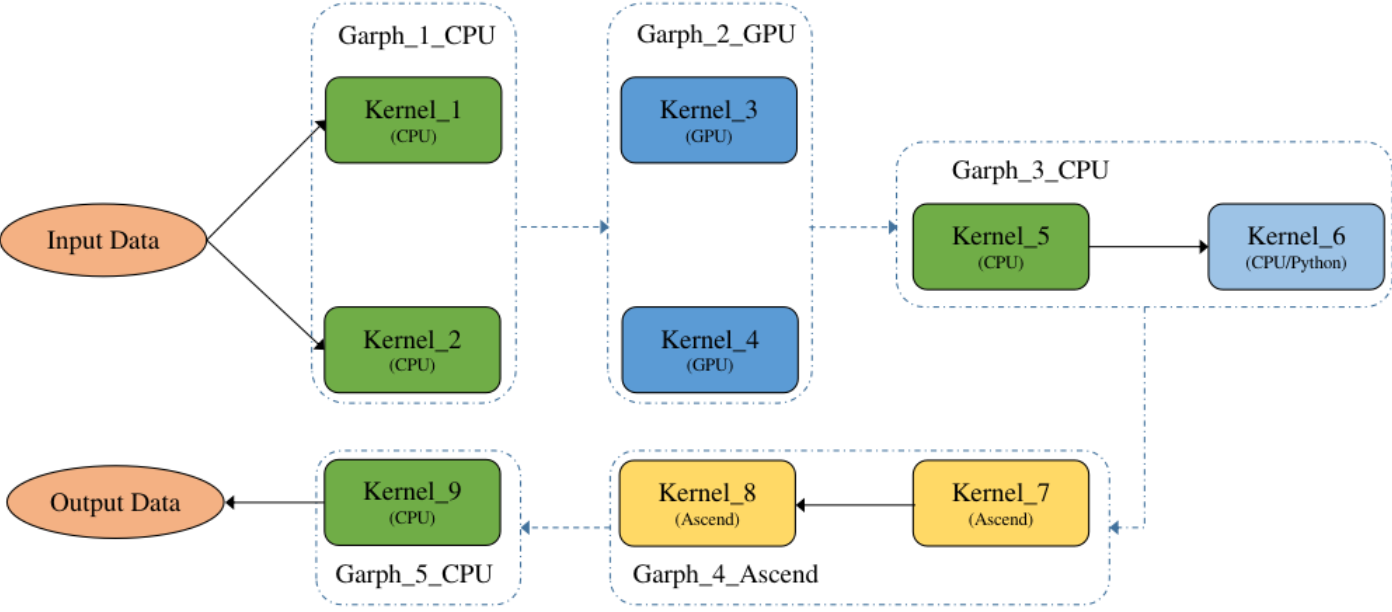 Garph_1_CPU
Garph_2_GPU
Kernel_1
(CPU)
Kernel_3
(GPU)
Garph_3_CPU
Input Data
Kernel_5
(CPU)
Kernel_6
(CPU/Python)
Kernel_2
(CPU)
Kernel_4
(GPU)
Output Data
Kernel_9
(CPU)
Kernel_8
(Ascend)
Kernel_7
(Ascend)
Garph_5_CPU
Garph_4_Ascend